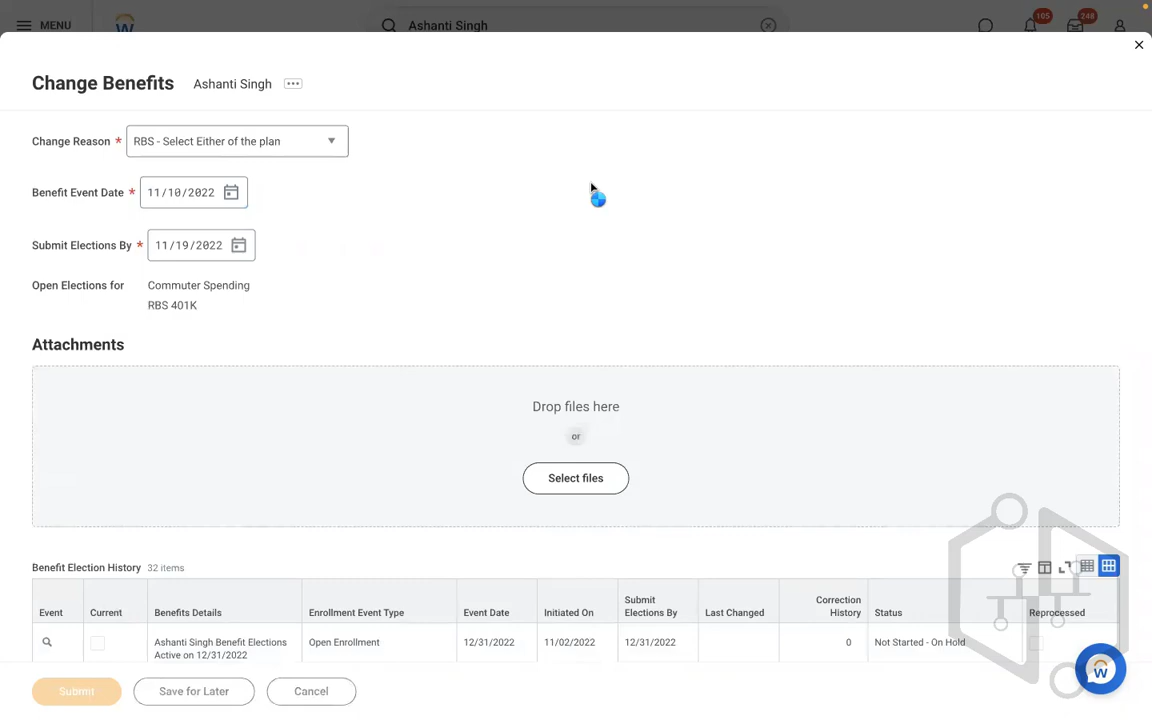 MENU
W
Ashanti Singh
105
248
Change Benefits
Ashanti Singh
Change Reason *
RBS - Select Either of the plan
Benefit Event Date *
11/10/2022
Submit Elections By *
11/19/2022
Open Elections for
Commuter Spending
RBS 401K
Attachments
Drop files here
or
Select files
Benefit Election History 32 items
Event
Current
Benefits Details
Enrollment Event Type
Event Date
Initiated On
Submit
Elections By
Last Changed
Correction
History
Status
Reprocessed
Ashanti Singh Benefit Elections
Active on 12/31/2022
Open Enrollment
12/31/2022
11/02/2022
12/31/2022
0
Not Started - On Hold
Submit
Save for Later
Cancel
W